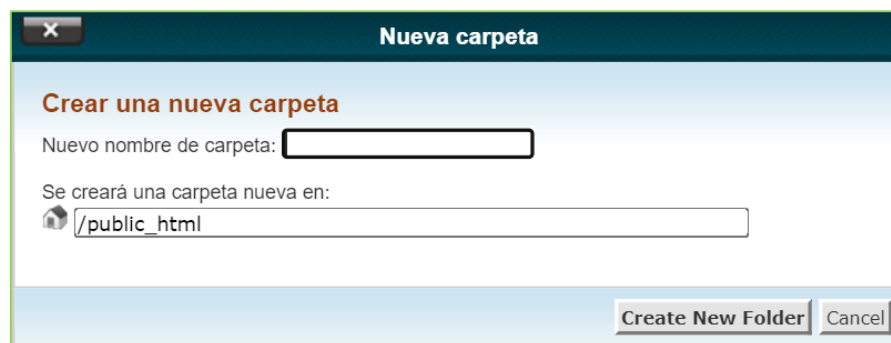 Nueva carpeta
Crear una nueva carpeta
Nuevo nombre de carpeta:
Se creará una carpeta nueva en:
/public_html
Create New Folder Cancel